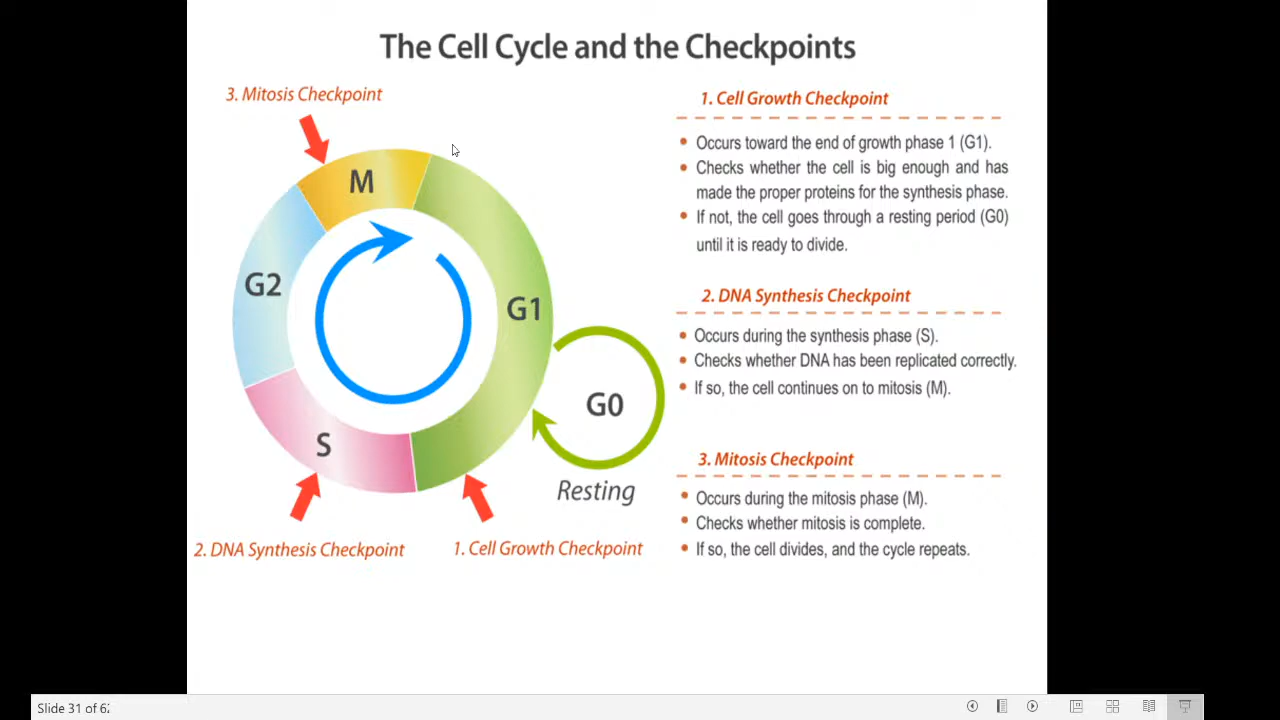 The Cell Cycle and the Checkpoints
3. Mitosis Checkpoint
M
G2
G1
S
G0
Resting
2. DNA Synthesis Checkpoint
1. Cell Growth Checkpoint
1. Cell Growth Checkpoint
• Occurs toward the end of growth phase 1 (G1).
• Checks whether the cell is big enough and has
made the proper proteins for the synthesis phase.
• If not, the cell goes through a resting period (G0)
until it is ready to divide.
2. DNA Synthesis Checkpoint
• Occurs during the synthesis phase (S).
• Checks whether DNA has been replicated correctly.
• If so, the cell continues on to mitosis (M).
3. Mitosis Checkpoint
• Occurs during the mitosis phase (M).
• Checks whether mitosis is complete.
• If so, the cell divides, and the cycle repeats.
Slide 31 of